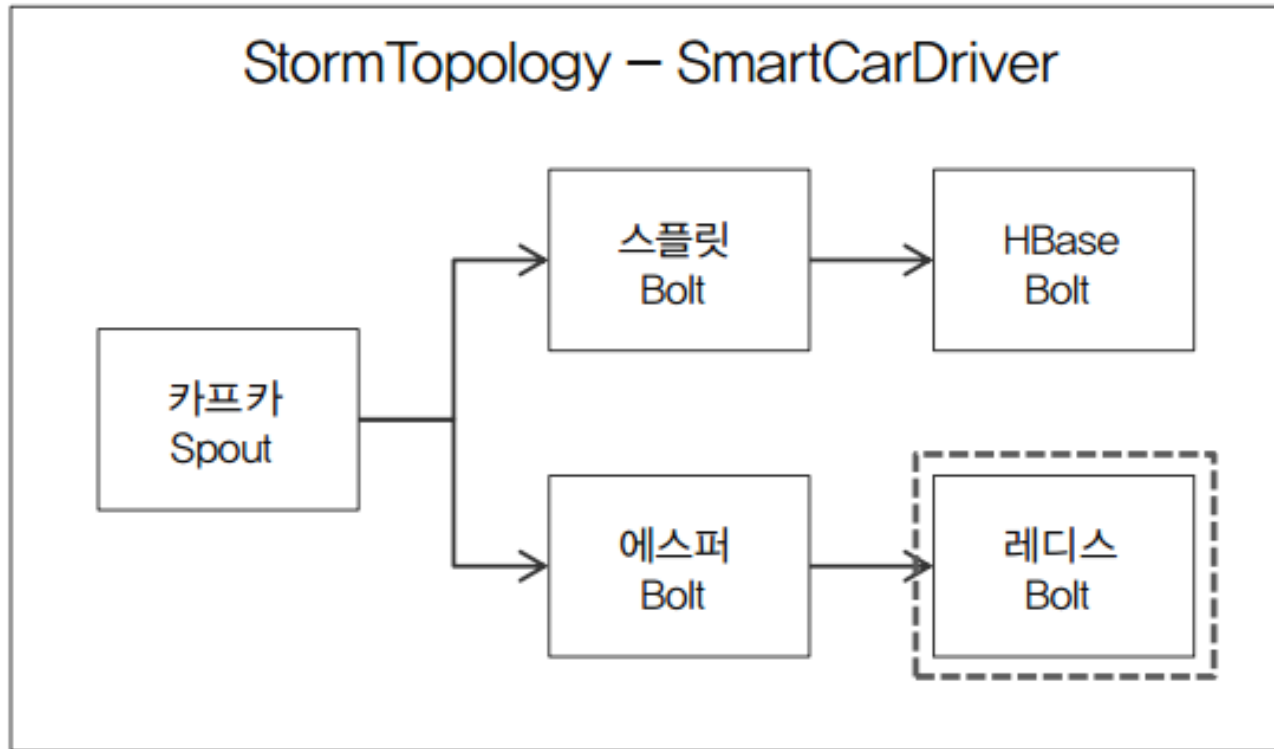 StormTopology – SmartCarDriver
스플릿
Bolt
HBase
Bolt
카프카
Spout
에스퍼
Bolt
레디스
Bolt